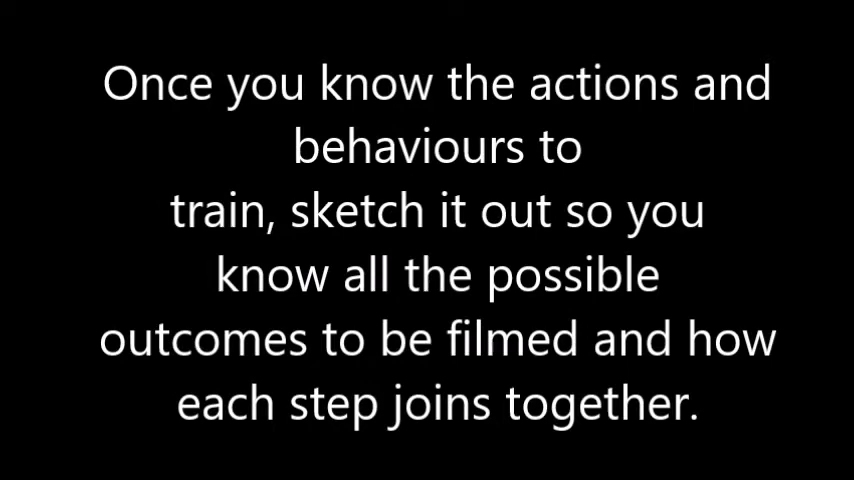 Once you know the actions and
behaviours to
train, sketch it out so you
know all the possible
outcomes to be filmed and how
each step joins together.